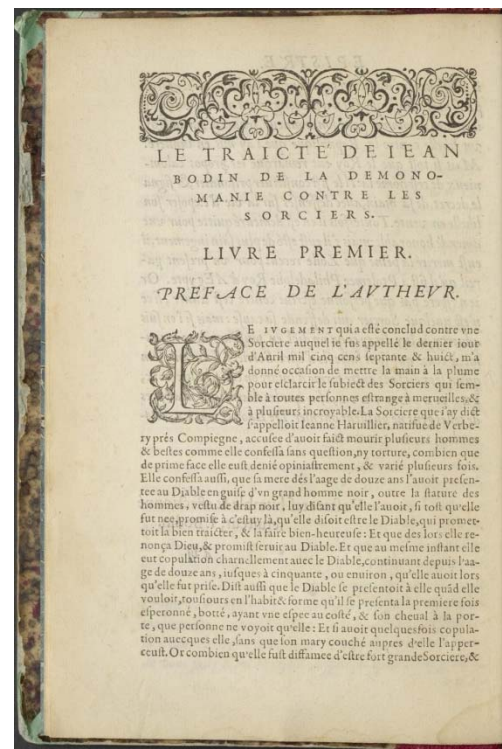 LE TRAICTÉ DE IEAN
BODIN DE LA DEMONO-
MANIE CONTRE LES
SORCIERS.
LIVRE PREMIER.
PREFACE DE L'AVTHEVR.
LE IVGEMENT qui a esté conclud contre vne
Sorciere auquel ie fus appellé le dernier iour
d'Auril mil cinq cens septante & huict, m'a
donné occasion de mettre la main à la plume
pour esclarcir le subiect des Sorciers qui sem-
ble à toutes personnes estrange à merueilles, &
à plusieurs incroyable. La Sorciere que i'ay dict
s'appelloit Ieanne Haruillier, natifue de Verbe-
ry prés Compiegne, accusee d'auoir faict mourir plusieurs hommes
& bestes comme elle confessa sans question, ny torture, combien que
de prime face elle eust denié opiniastrement, & varié plusieurs fois.
Elle confessa aussi, que sa mere dés l'aage de douze ans l'auoit presen-
tee au Diable en guise d'vn grand homme noir, outre la stature des
hommes, vestu de drap noir, luy disant qu'elle l'auoit, si tost qu'elle
fut nee, promise à c'estuy là, qu'elle disoit estre le Diable, qui promet-
toit la bien traicter, & la faire bien-heureuse: Et que des lors elle re-
nonça Dieu, & promist seruir au Diable. Et que au mesme instant elle
eut copulation charnellement auec le Diable, continuant depuis l'aa-
ge de douze ans, iusques à cinquante, ou enuiron, qu'elle auoit lors
qu'elle fut prise. Dist aussi que le Diable se presentoit à elle quãd elle
vouloit, tousiours en l'habit & forme qu'il se presenta la premiere fois
esperonné, botté, ayant vne espee au costé, & son cheual à la por-
te, que personne ne voyoit qu'elle: Et si auoit quelquesfois copula-
tion auecques elle, sans que son mary couché aupres d'elle l'apper-
ceust. Or combien qu'elle fust diffamee d'estre fort grande Sorciere, &